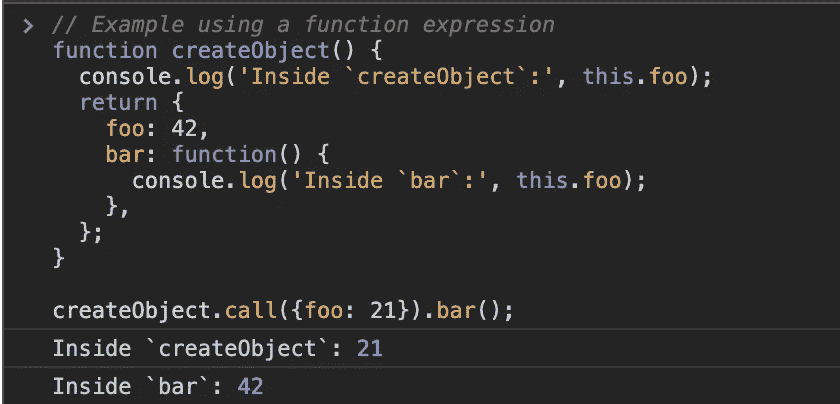 > // Example using a function expression
function createObject() {
  console.log('Inside `createObject`:', this.foo);
  return {
    foo: 42,
    bar: function() {
      console.log('Inside `bar`:', this.foo);
    },
  };
}

createObject.call({foo: 21}).bar();
Inside `createObject`: 21
Inside `bar`: 42